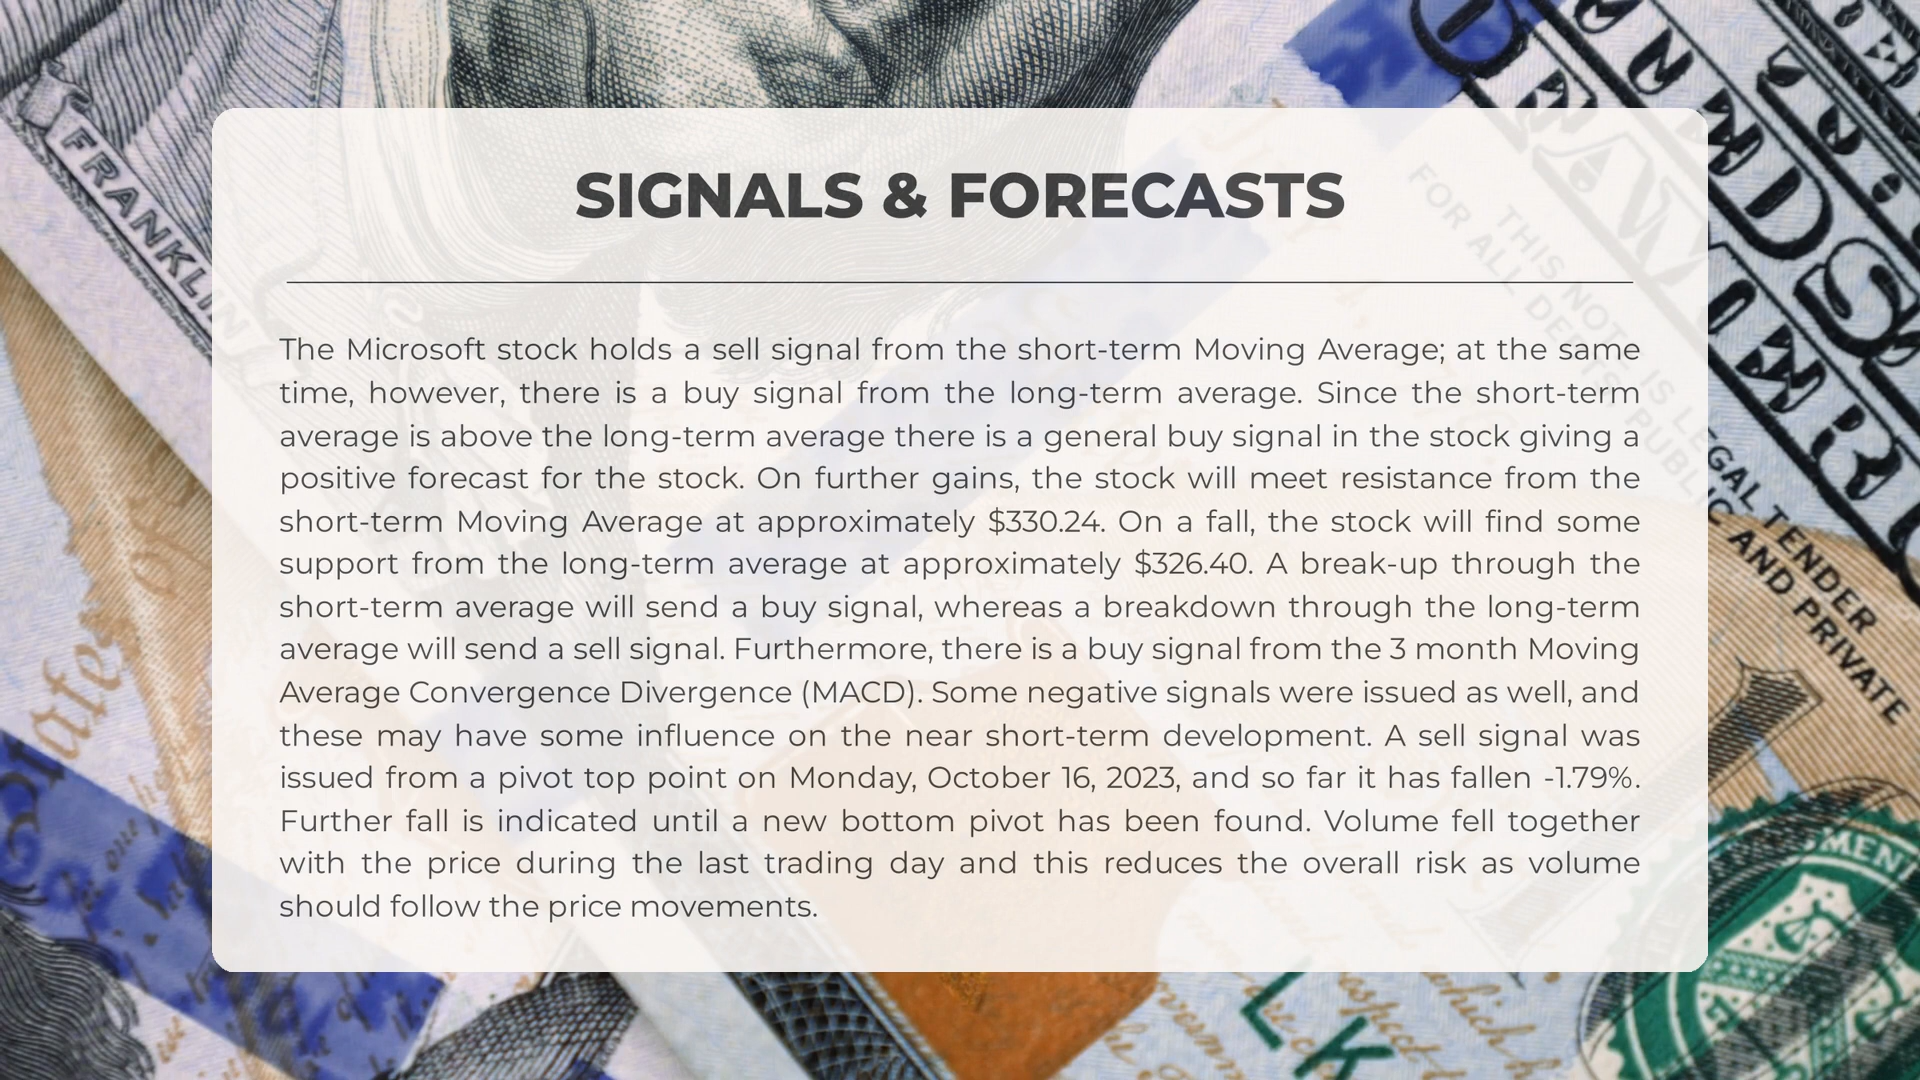 SIGNALS & FORECASTS
The Microsoft stock holds a sell signal from the short-term Moving Average; at the same
time, however, there is a buy signal from the long-term average. Since the short-term
average is above the long-term average there is a general buy signal in the stock giving a
positive forecast for the stock. On further gains, the stock will meet resistance from the
short-term Moving Average at approximately $330.24. On a fall, the stock will find some
support from the long-term average at approximately $326.40. A break-up through the
short-term average will send a buy signal, whereas a breakdown through the long-term
average will send a sell signal. Furthermore, there is a buy signal from the 3 month Moving
Average Convergence Divergence (MACD). Some negative signals were issued as well, and
these may have some influence on the near short-term development. A sell signal was
issued from a pivot top point on Monday, October 16, 2023, and so far it has fallen -1.79%.
Further fall is indicated until a new bottom pivot has been found. Volume fell together
with the price during the last trading day and this reduces the overall risk as volume
should follow the price movements.
FRANKLIN
THIS NOTE IS LEGAL TENDER
FOR ALL DEBTS PUBLIC AND PRIVATE